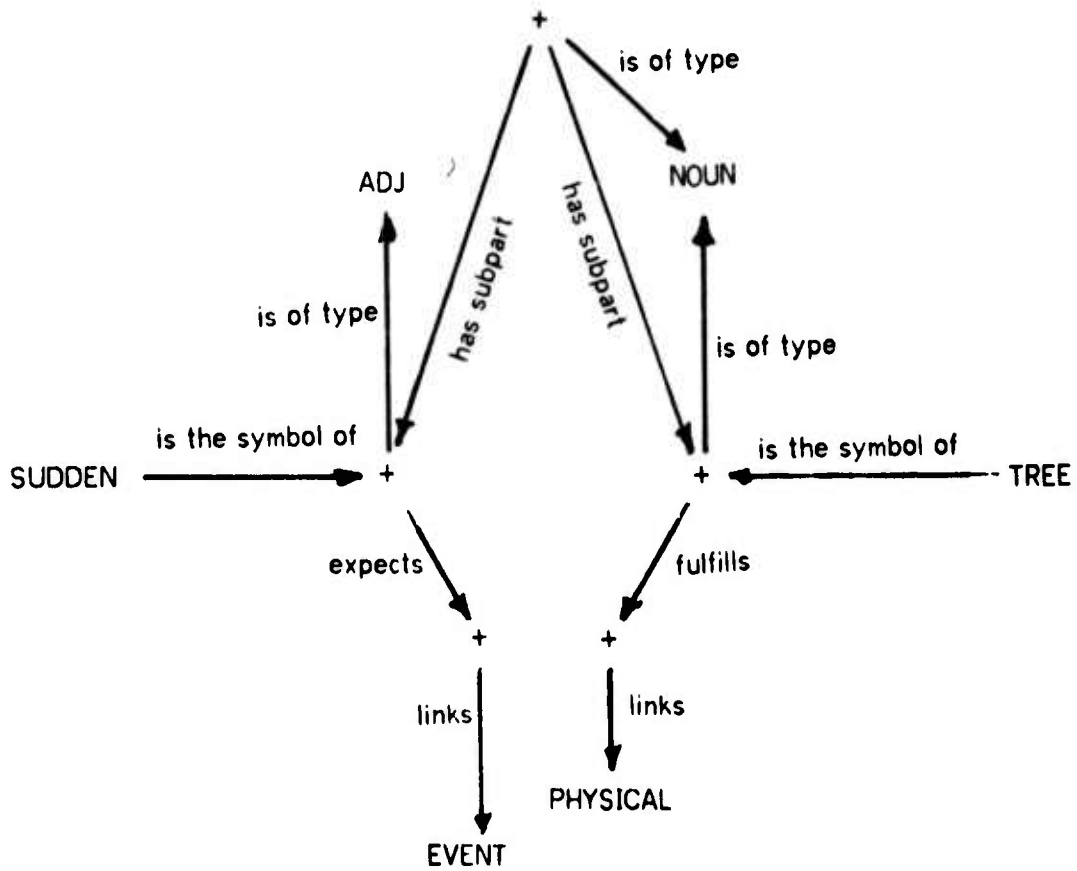 +
is of type
ADJ
NOUN
has subpart
has subpart
is of type
is of type
is the symbol of
is the symbol of
SUDDEN
+
+
TREE
expects
fulfills
+
+
links
links
PHYSICAL
EVENT